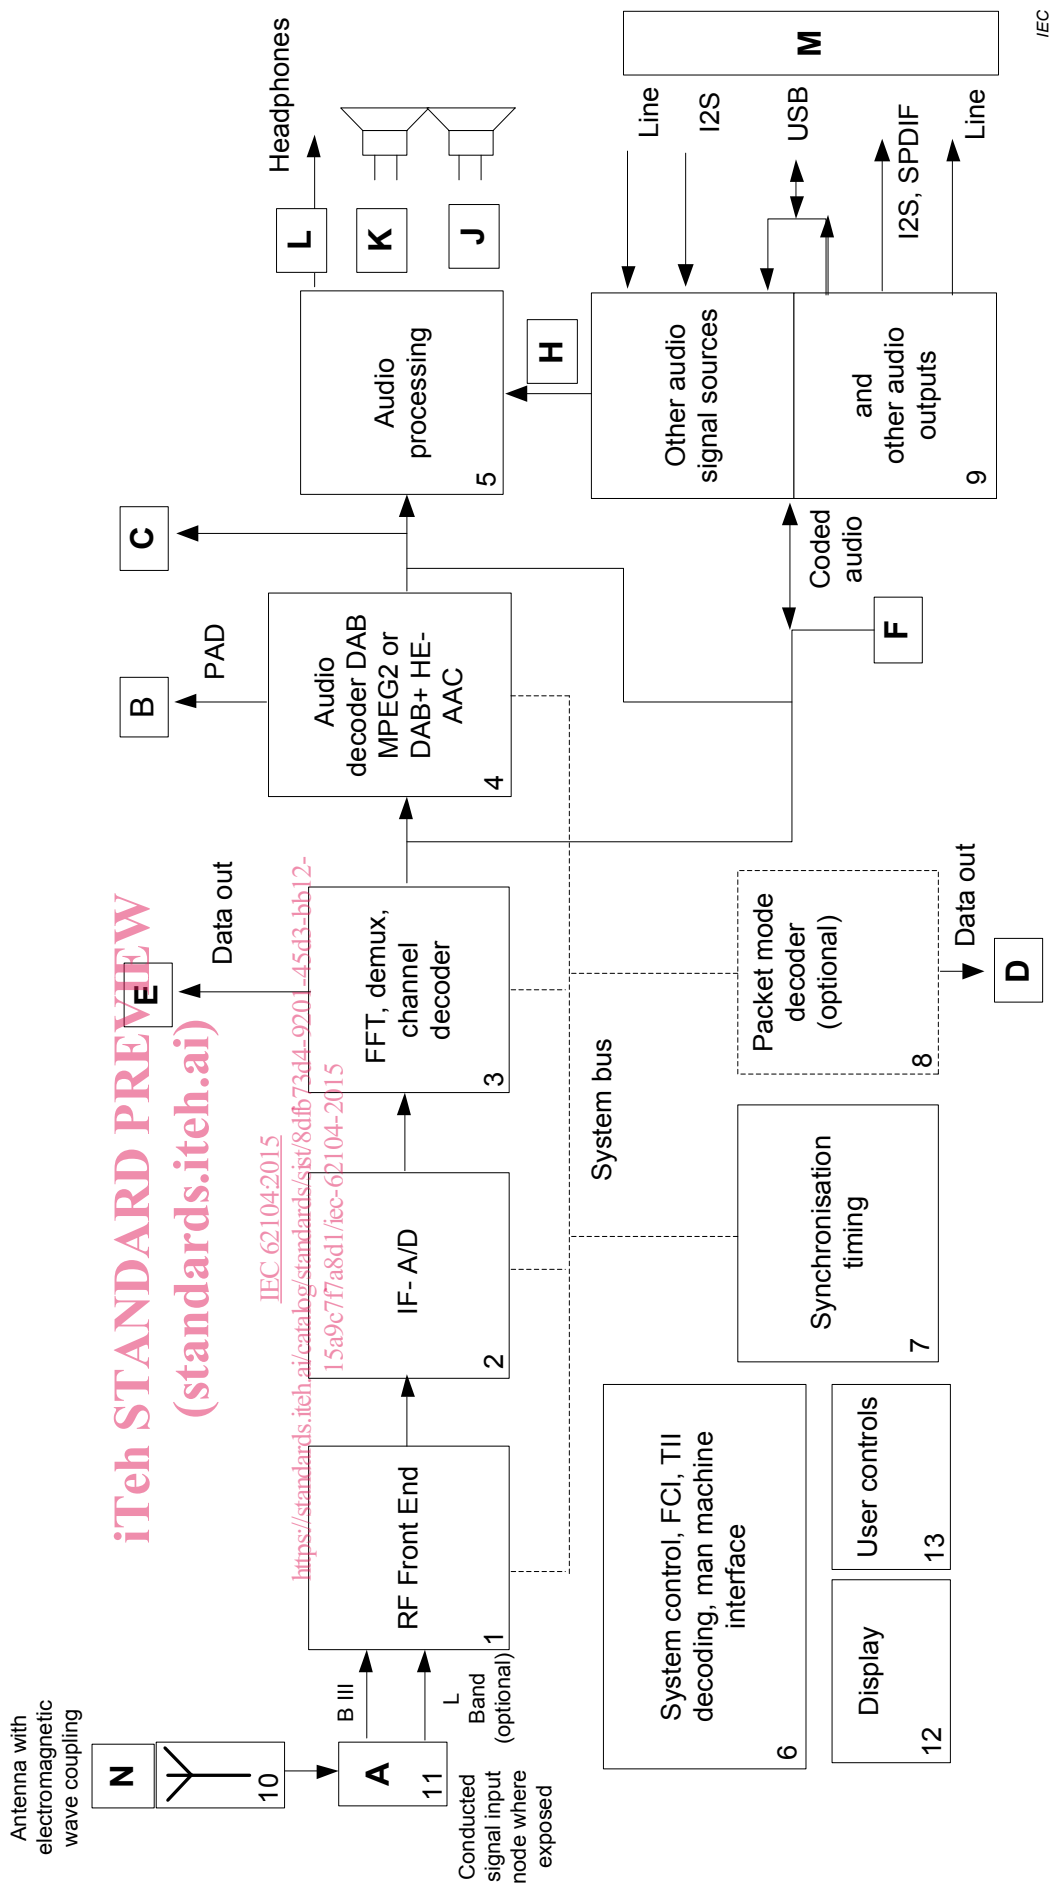 Antenna with
electromagnetic
wave coupling
N
10
A
11
Conducted
signal input
node where
exposed
B III
L
Band
(optional)
RF Front End
1
IF- A/D
2
FFT, demux,
channel
decoder
3
E
Data out
Audio
decoder DAB
MPEG2 or
DAB+ HE-
AAC
4
B
PAD
C
Audio
processing
5
L
Headphones
K
J
H
Other audio
signal sources
and
other audio
outputs
9
Line
I2S
USB
I2S, SPDIF
Line
M
Coded
audio
F
System bus
Packet mode
decoder
(optional)
8
Data out
D
Synchronisation
timing
7
System control, FCI, TII
decoding, man machine
interface
6
User controls
13
Display
12
IEC
iTeh STANDARD PREVIEW
(standards.iteh.ai)
IEC 62104:2015
https://standards.iteh.ai/catalog/standards/sist/8dfb73d4-9201-45d3-bb12-
15a9c7f7a8d1/iec-62104-2015